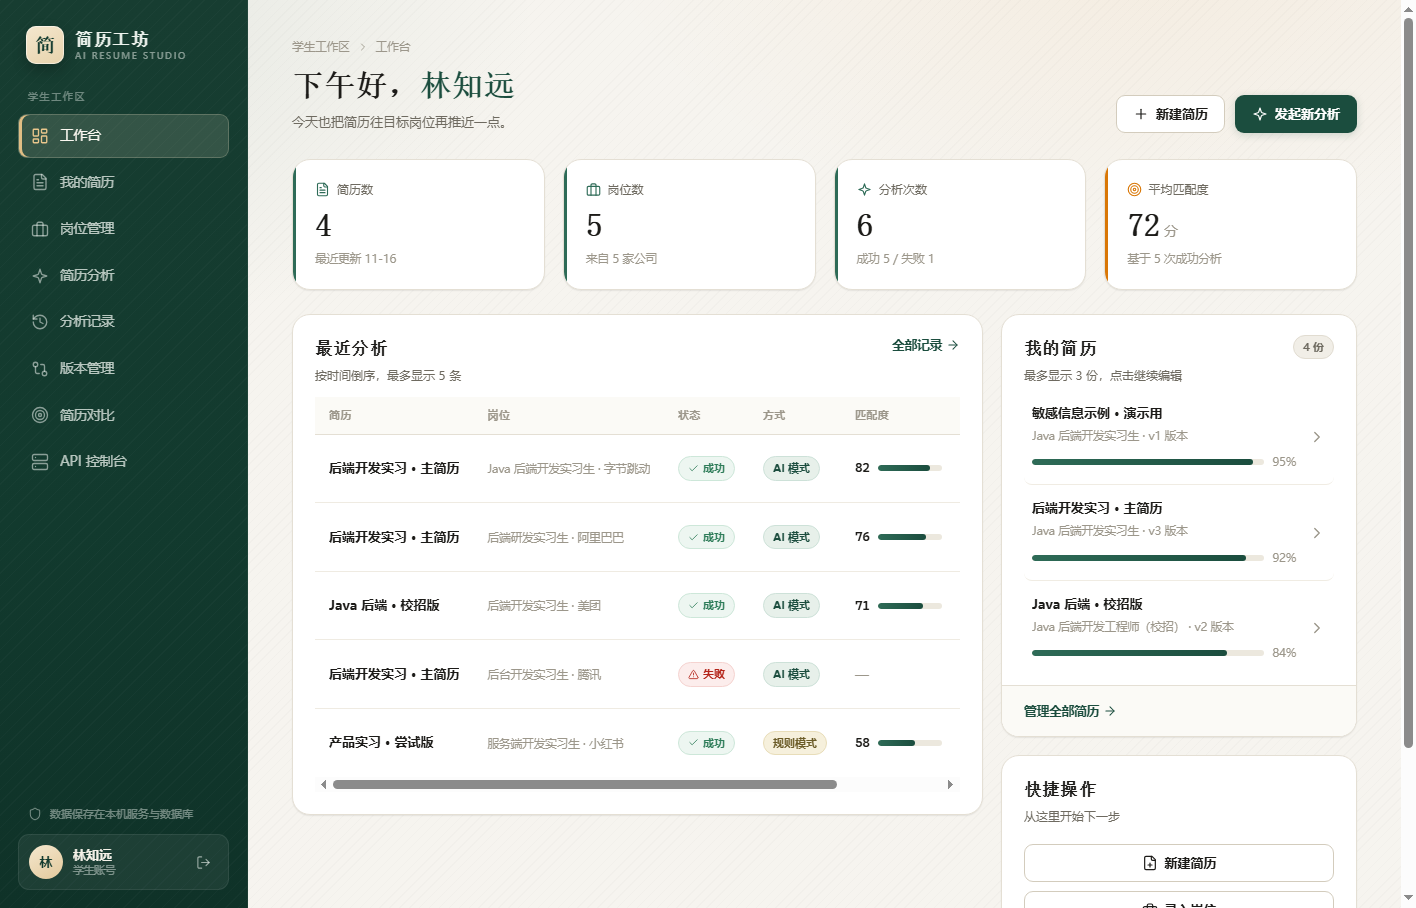 简
简历工坊
AI RESUME STUDIO
学生工作区
工作台
我的简历
岗位管理
简历分析
分析记录
版本管理
简历对比
API 控制台
数据保存在本机服务与数据库
林
林知远
学生账号
学生工作区 › 工作台
下午好，林知远
今天也把简历往目标岗位再推近一点。
新建简历
发起新分析
简历数
4
最近更新 11-16
岗位数
5
来自 5 家公司
分析次数
6
成功 5 / 失败 1
平均匹配度
72 分
基于 5 次成功分析
最近分析
全部记录 →
按时间倒序，最多显示 5 条
简历 岗位 状态 方式 匹配度
后端开发实习 • 主简历 Java 后端开发实习生 · 字节跳动 成功 AI 模式 82
后端开发实习 • 主简历 后端研发实习生 · 阿里巴巴 成功 AI 模式 76
Java 后端 • 校招版 后端开发实习生 · 美团 成功 AI 模式 71
后端开发实习 • 主简历 后台开发实习生 · 腾讯 失败 AI 模式 —
产品实习 • 尝试版 服务端开发实习生 · 小红书 成功 规则模式 58
我的简历
4 份
最多显示 3 份，点击继续编辑
敏感信息示例 • 演示用
Java 后端开发实习生 · v1 版本
95%
后端开发实习 • 主简历
Java 后端开发实习生 · v3 版本
92%
Java 后端 • 校招版
Java 后端开发工程师（校招） · v2 版本
84%
管理全部简历 →
快捷操作
从这里开始下一步
新建简历